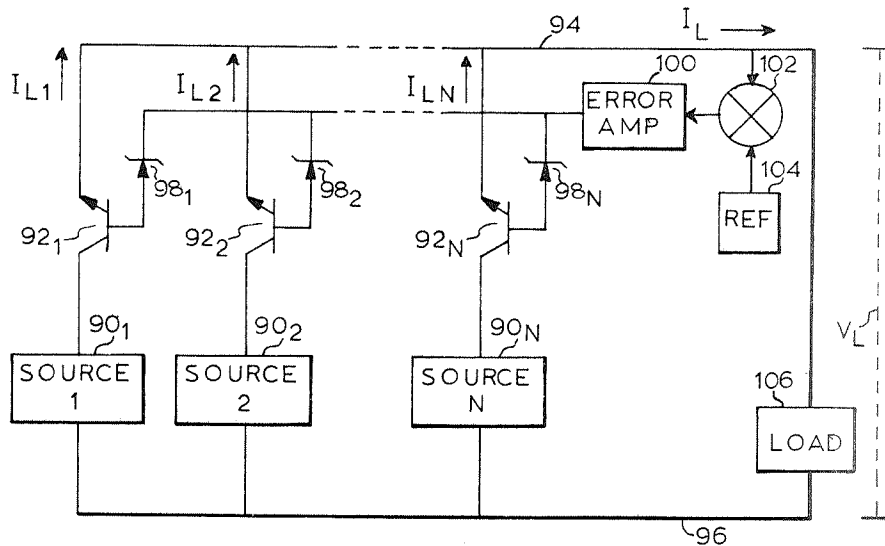 I_L
94
100
102
I_L1
I_L2
I_LN
ERROR
AMP
98_1
98_2
98_N
104
REF
92_1
92_2
92_N
90_1
90_2
90_N
V_L
SOURCE
1
SOURCE
2
SOURCE
N
106
LOAD
96